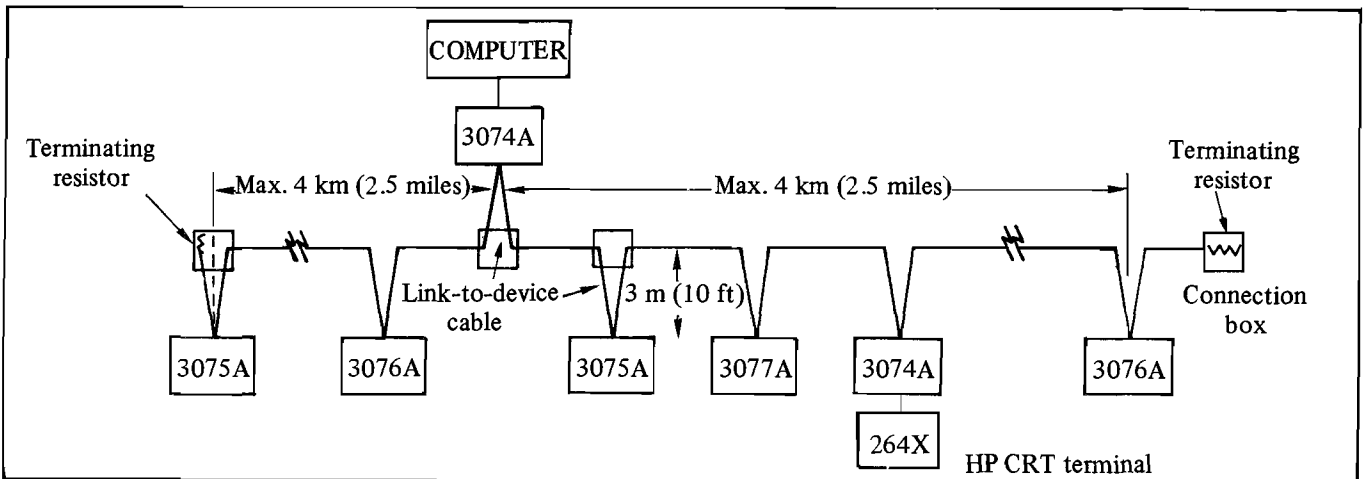 COMPUTER
3074A
Terminating
resistor
Max. 4 km (2.5 miles)
Max. 4 km (2.5 miles)
Terminating
resistor
Link-to-device
cable
3 m (10 ft)
Connection
box
3075A
3076A
3075A
3077A
3074A
3076A
264X
HP CRT terminal